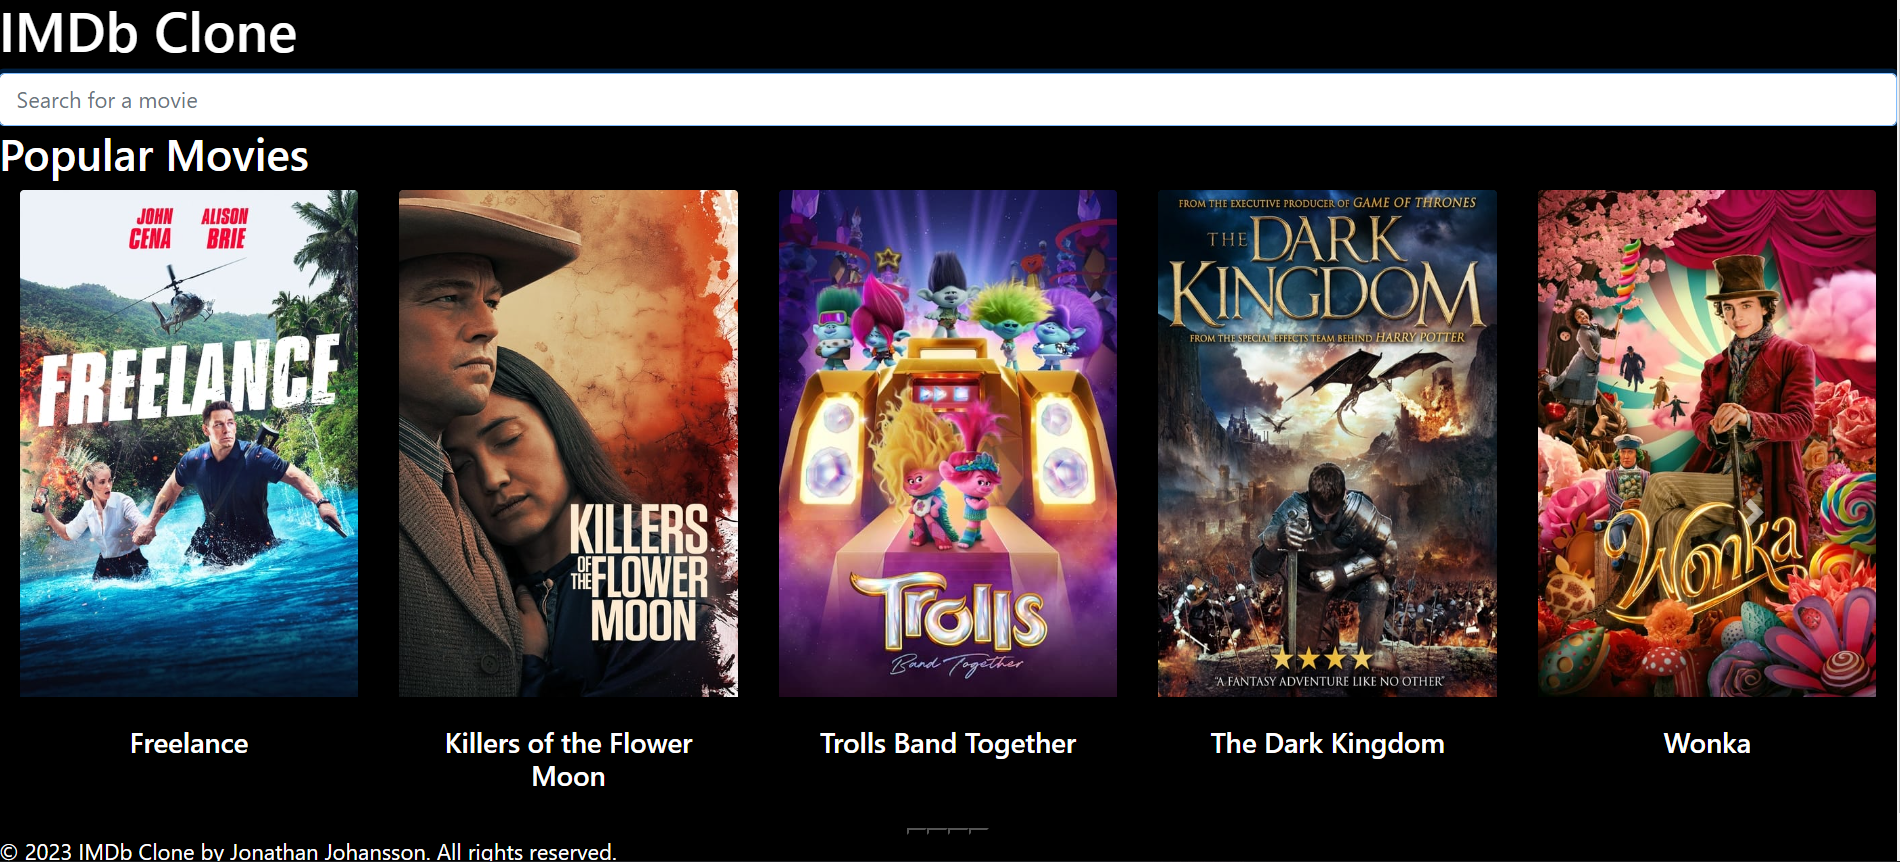 IMDb Clone
Search for a movie
Popular Movies
JOHN CENA
ALISON BRIE
FREELANCE
KILLERS
OF THE FLOWER
MOON
Trolls
Band Together
FROM THE EXECUTIVE PRODUCER OF GAME OF THRONES
THE DARK
KINGDOM
FROM THE SPECIAL EFFECTS TEAM BEHIND HARRY POTTER
"A FANTASY ADVENTURE LIKE NO OTHER"
Wonka
Freelance
Killers of the Flower
Moon
Trolls Band Together
The Dark Kingdom
Wonka
© 2023 IMDb Clone by Jonathan Johansson. All rights reserved.